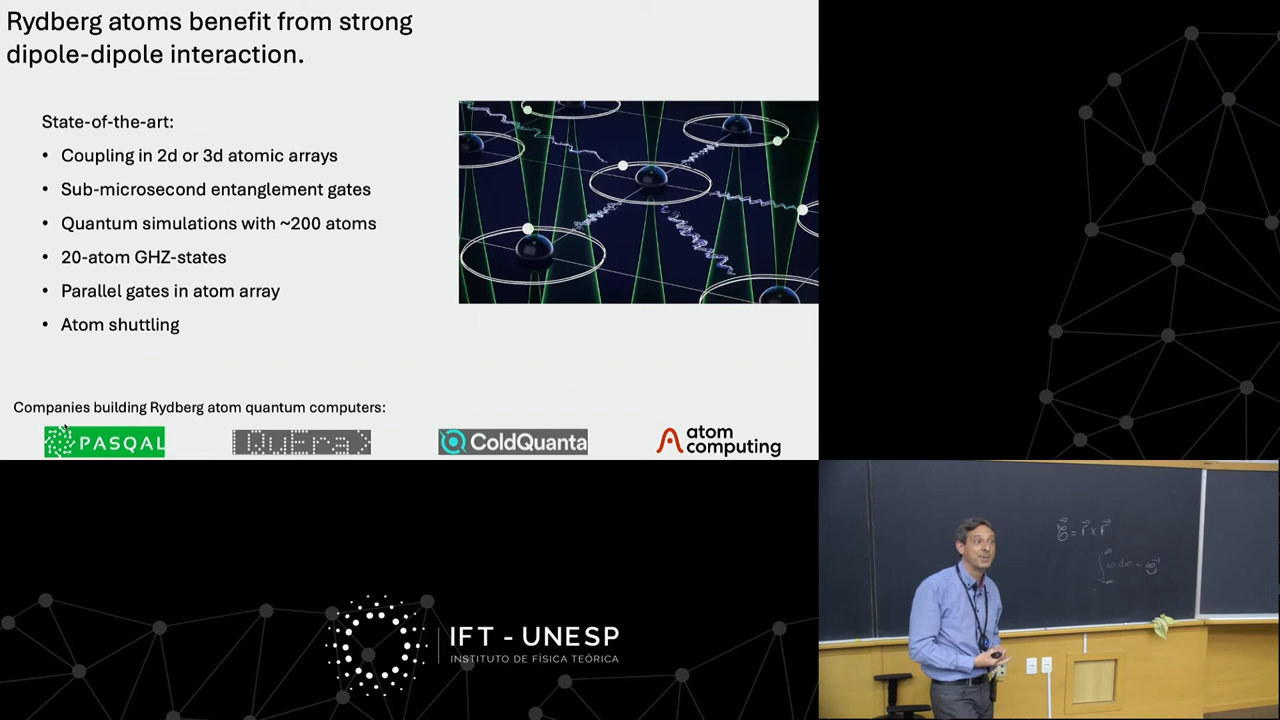 Rydberg atoms benefit from strong
dipole-dipole interaction.
State-of-the-art:
• Coupling in 2d or 3d atomic arrays
• Sub-microsecond entanglement gates
• Quantum simulations with ~200 atoms
• 20-atom GHZ-states
• Parallel gates in atom array
• Atom shuttling
Companies building Rydberg atom quantum computers:
PASQAL
QuEra>
ColdQuanta
atom
computing
IFT - UNESP
INSTITUTO DE FÍSICA TEÓRICA